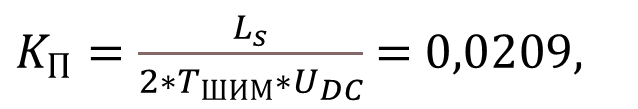 K_П = L_s / (2*T_ШИМ*U_DC) = 0,0209,